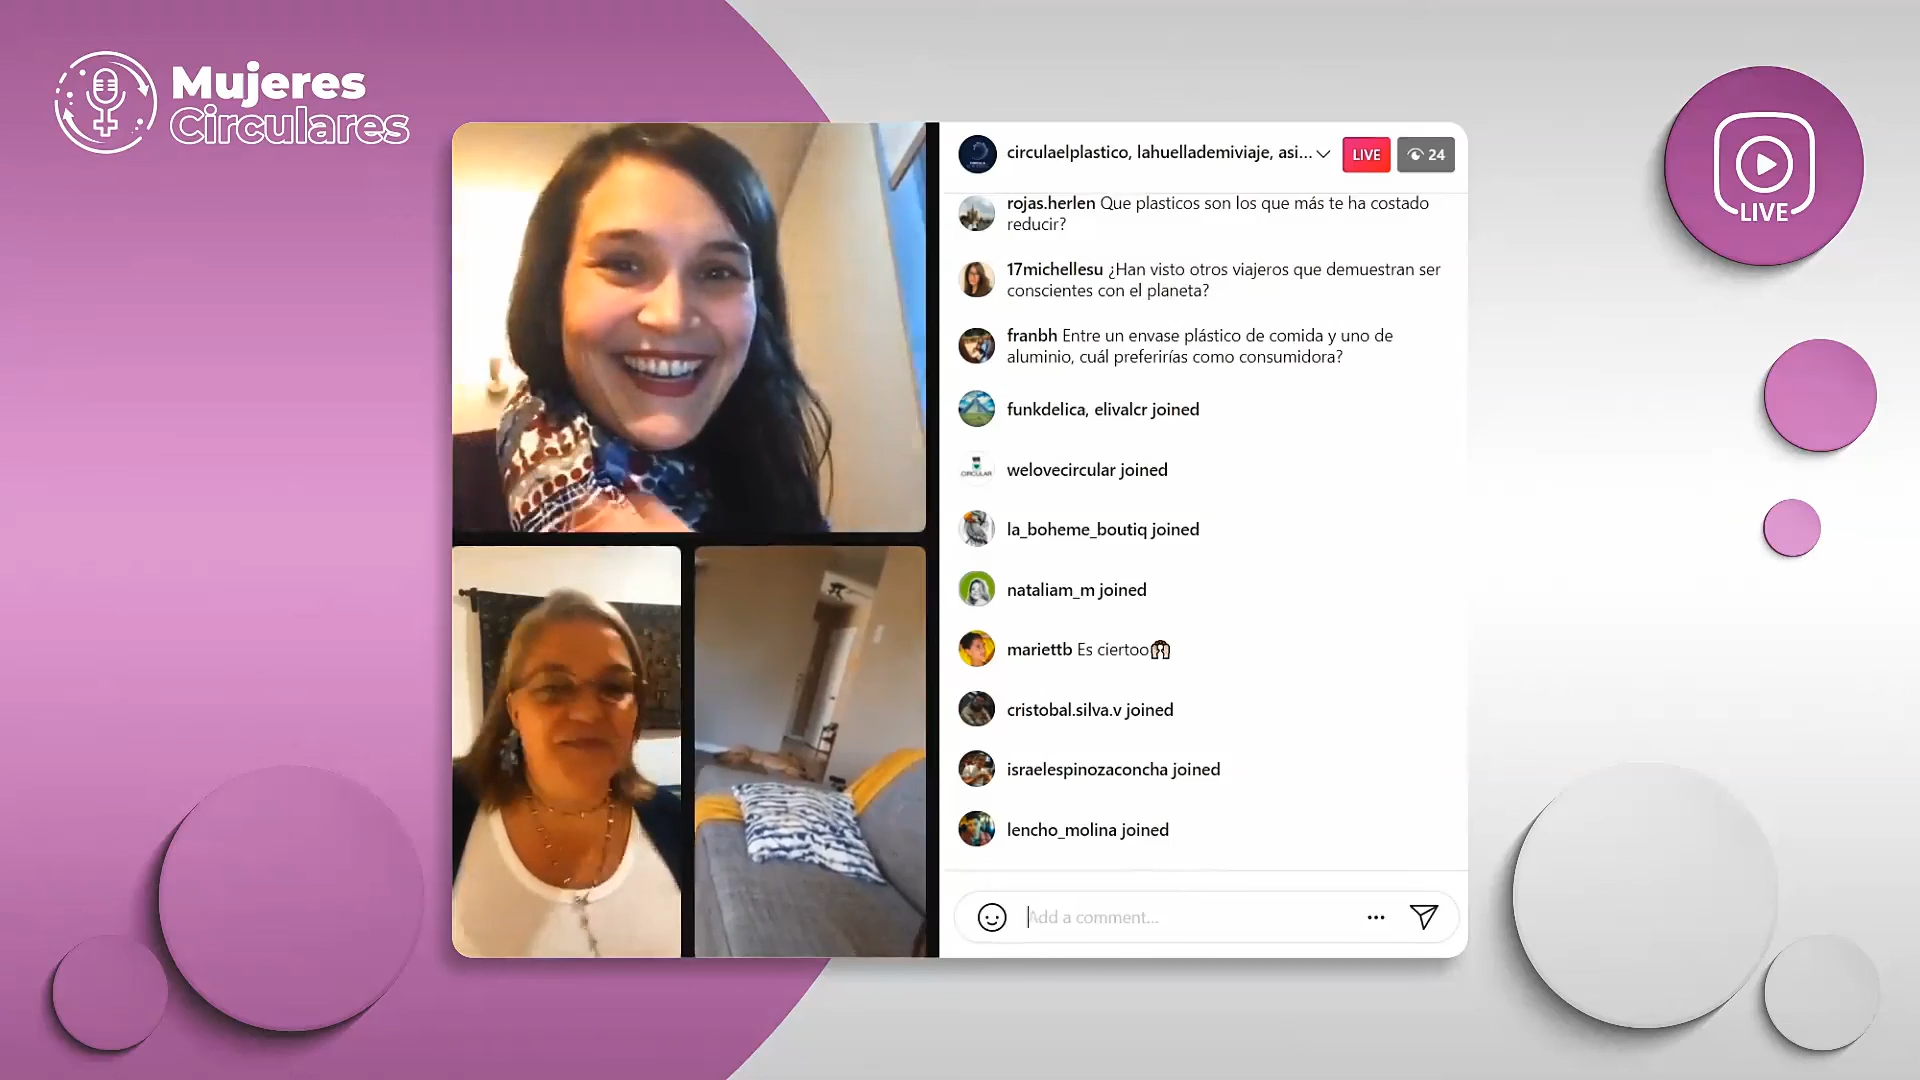 Mujeres
Circulares
circulaelplastico, lahuellademiviaje, asi...
LIVE
24
rojas.herlen Que plasticos son los que más te ha costado
reducir?
17michellesu ¿Han visto otros viajeros que demuestran ser
conscientes con el planeta?
franbh Entre un envase plástico de comida y uno de
aluminio, cuál preferirías como consumidora?
funkdelica, elivalcr joined
welovecircular joined
la_boheme_boutiq joined
nataliam_m joined
mariettb Es ciertoo
cristobal.silva.v joined
israelespinozaconcha joined
lencho_molina joined
Add a comment...
LIVE